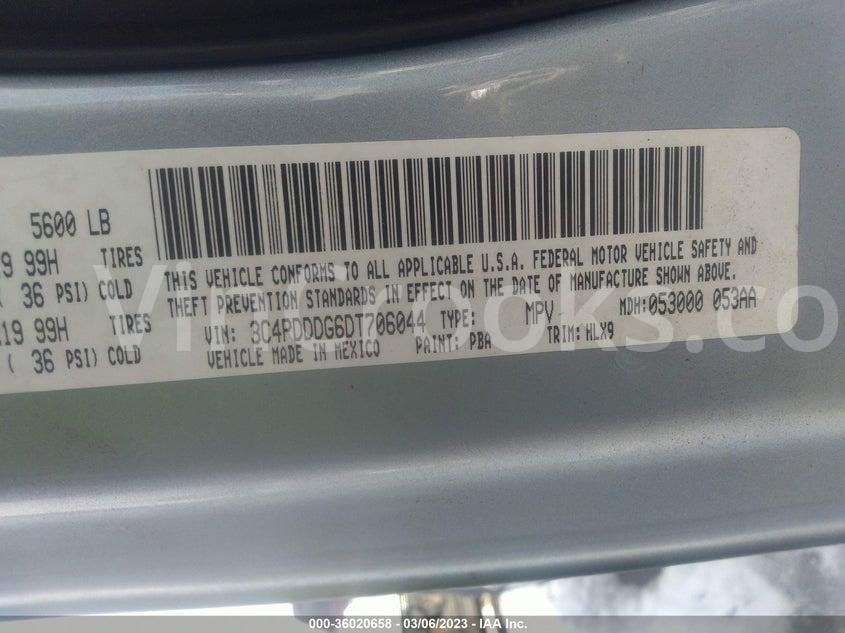 5600 LB
19 99H TIRES
( 36 PSI) COLD
R19 99H TIRES
( 36 PSI) COLD
THIS VEHICLE CONFORMS TO ALL APPLICABLE U.S.A. FEDERAL MOTOR VEHICLE SAFETY AND
THEFT PREVENTION STANDARDS IN EFFECT ON THE DATE OF MANUFACTURE SHOWN ABOVE.
VIN: 3C4PDDDG6DT706044 TYPE: MPV MDH: 053000 053AA
VEHICLE MADE IN MEXICO PAINT: PBA TRIM: HLX9
VinCrooks.co
000-36020658 - 03/06/2023 - IAA Inc.